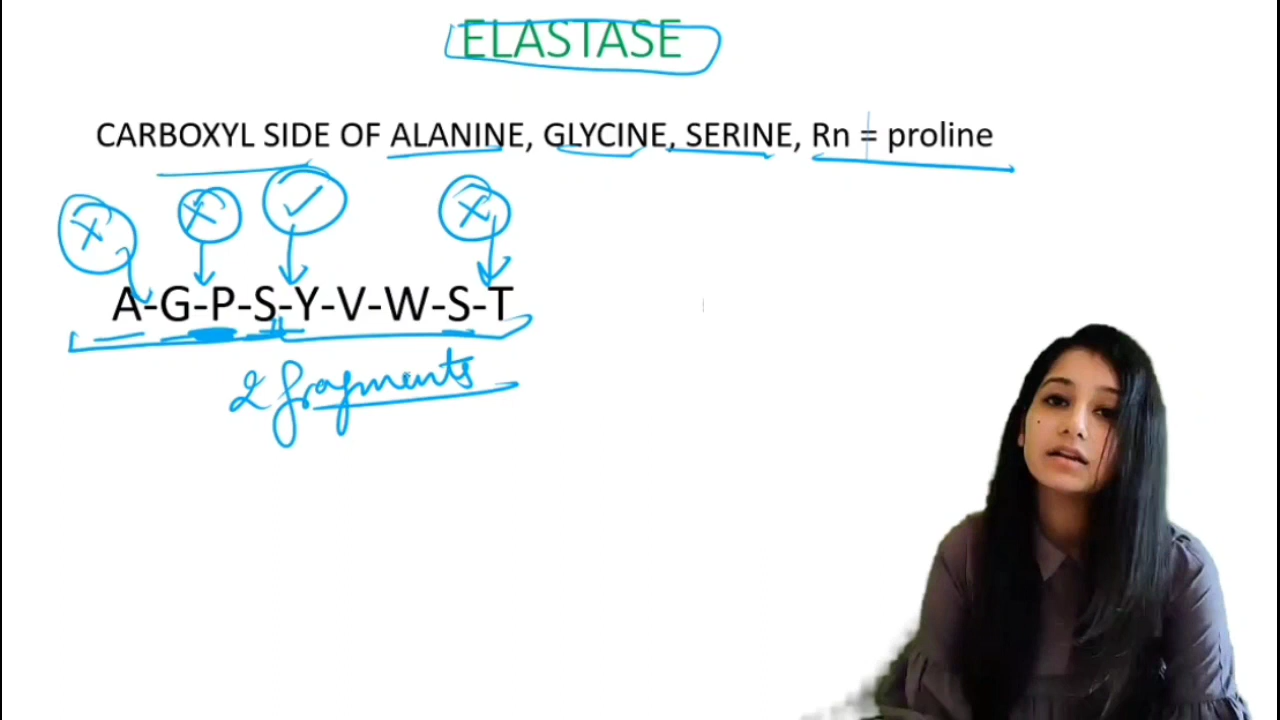 ELASTASE
CARBOXYL SIDE OF ALANINE, GLYCINE, SERINE, Rn = proline
A-G-P-S-Y-V-W-S-T
2 fragments